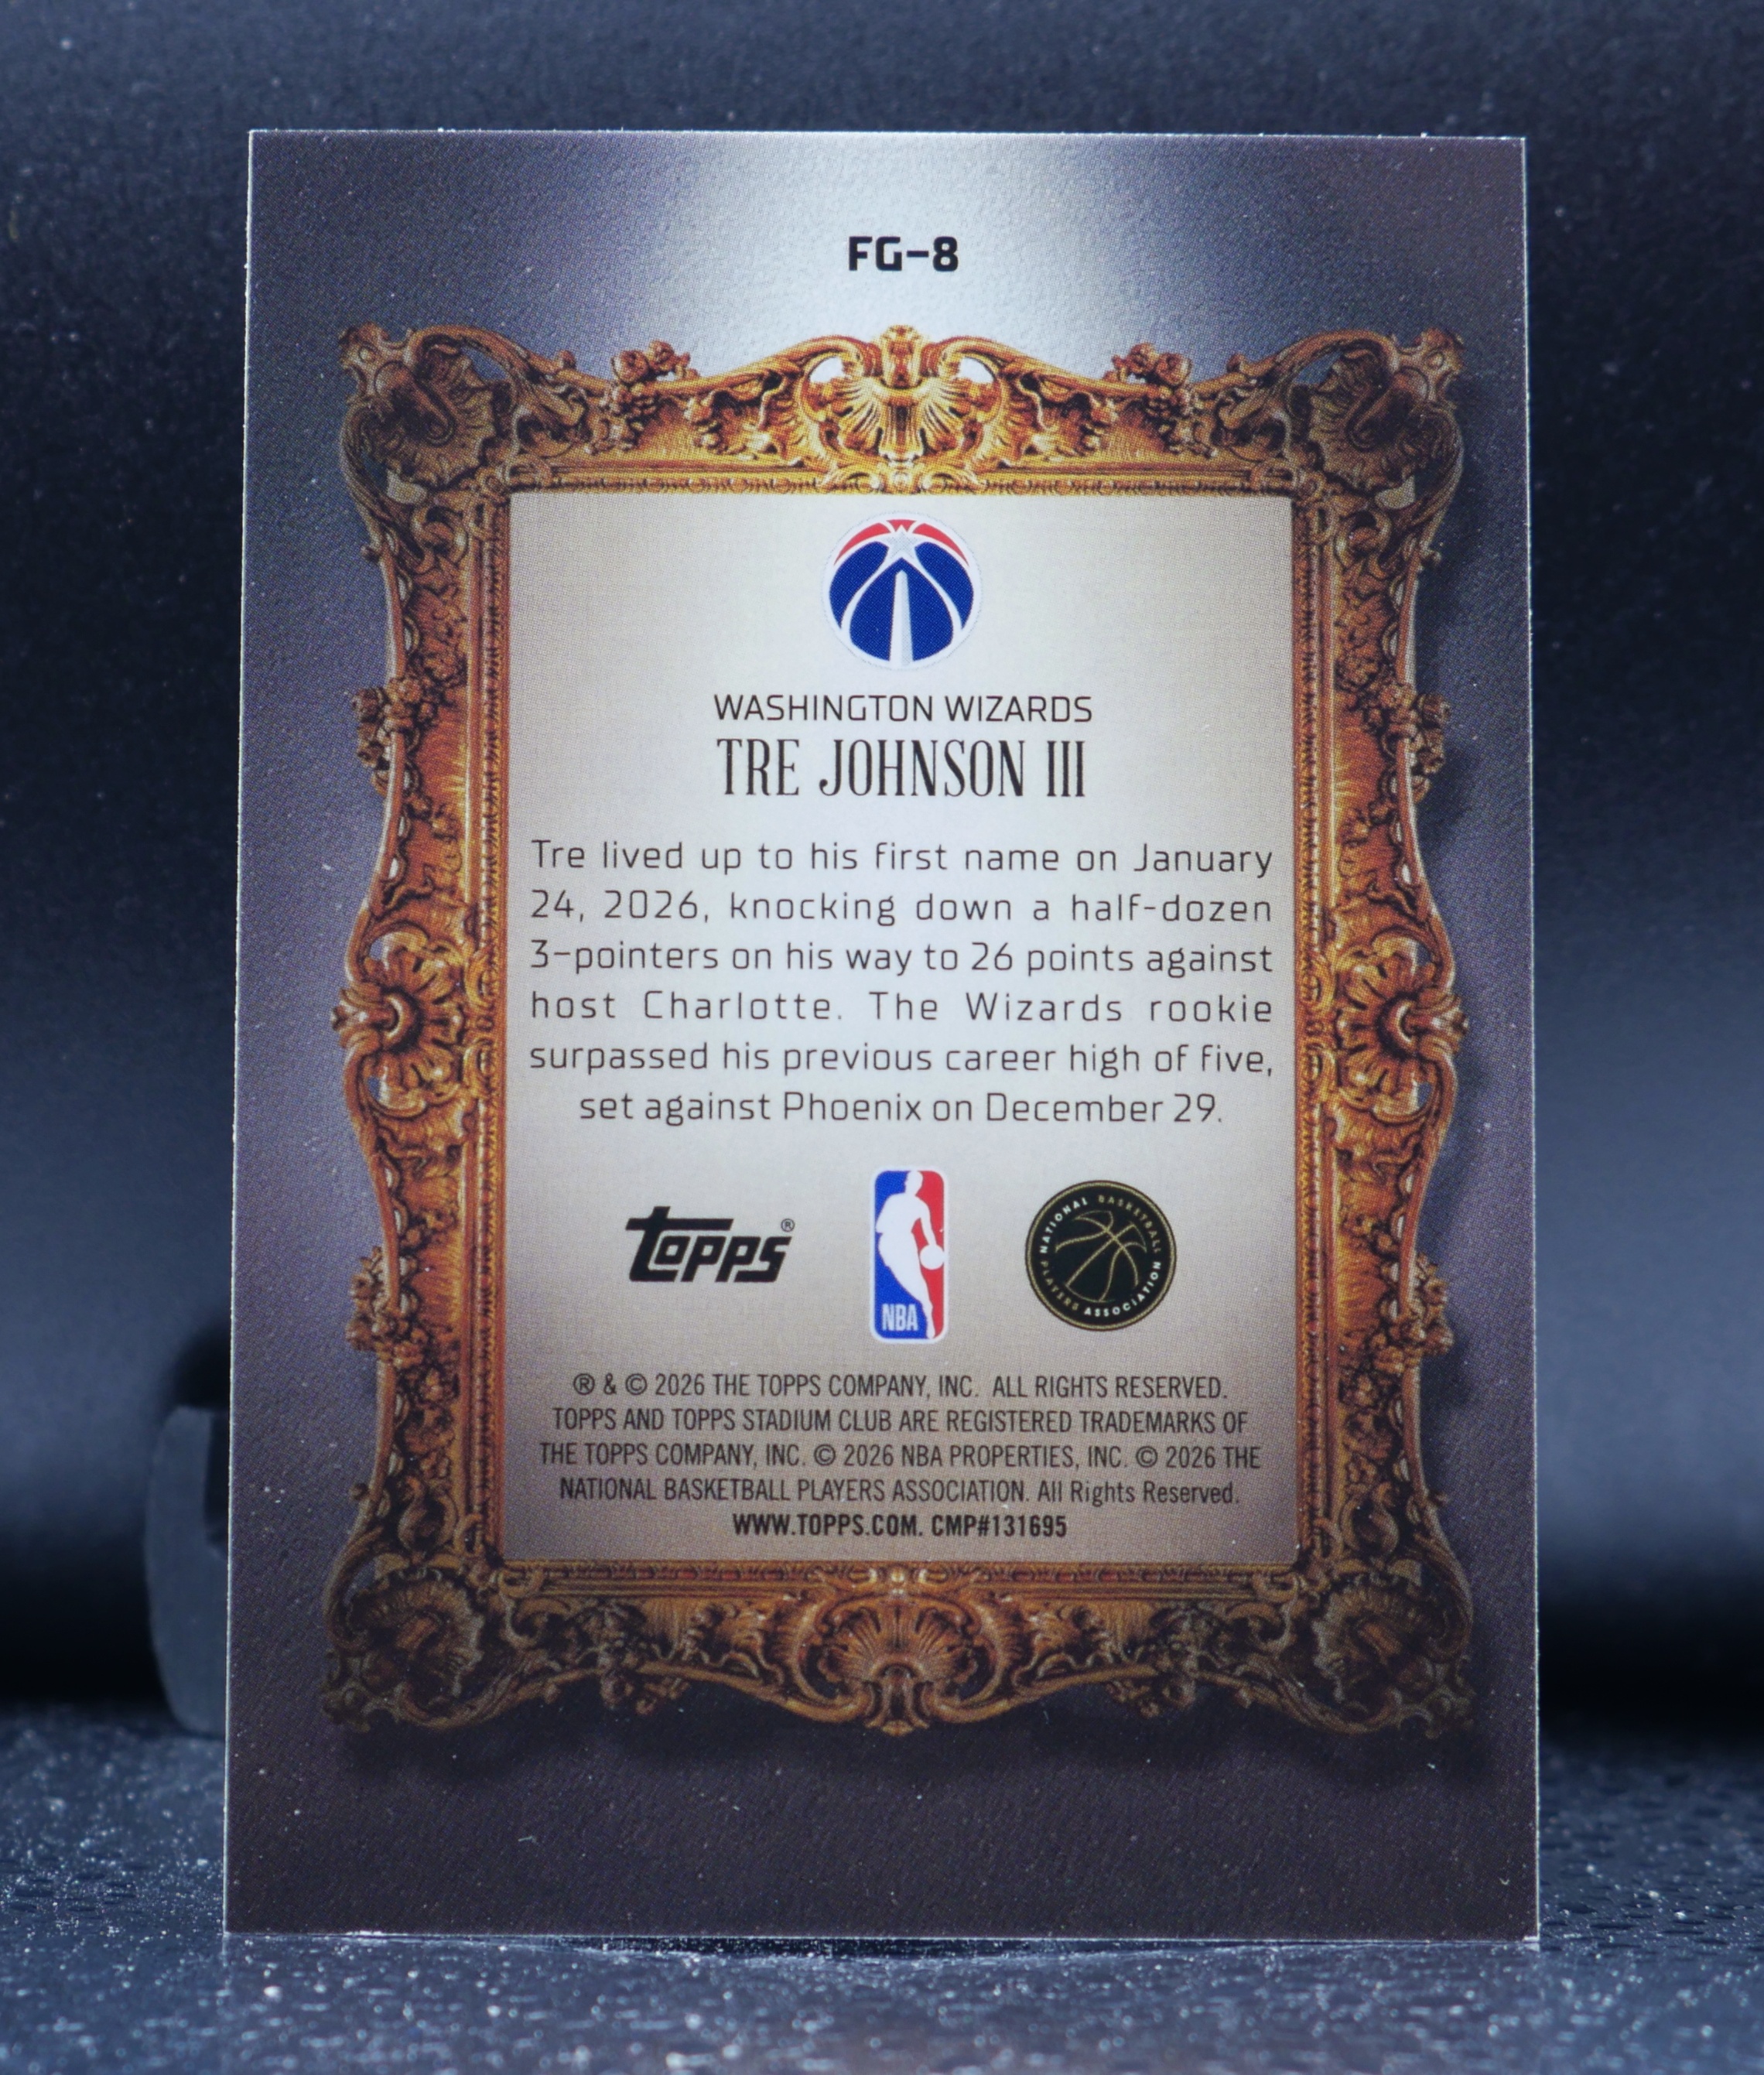 FG-8
WASHINGTON WIZARDS
TRE JOHNSON III
Tre lived up to his first name on January
24, 2026, knocking down a half-dozen
3-pointers on his way to 26 points against
host Charlotte. The Wizards rookie
surpassed his previous career high of five,
set against Phoenix on December 29.
topps®
NBA
NATIONAL BASKETBALL PLAYERS ASSOCIATION
® & © 2026 THE TOPPS COMPANY, INC. ALL RIGHTS RESERVED.
TOPPS AND TOPPS STADIUM CLUB ARE REGISTERED TRADEMARKS OF
THE TOPPS COMPANY, INC. © 2026 NBA PROPERTIES, INC. © 2026 THE
NATIONAL BASKETBALL PLAYERS ASSOCIATION. All Rights Reserved.
WWW.TOPPS.COM. CMP#131695